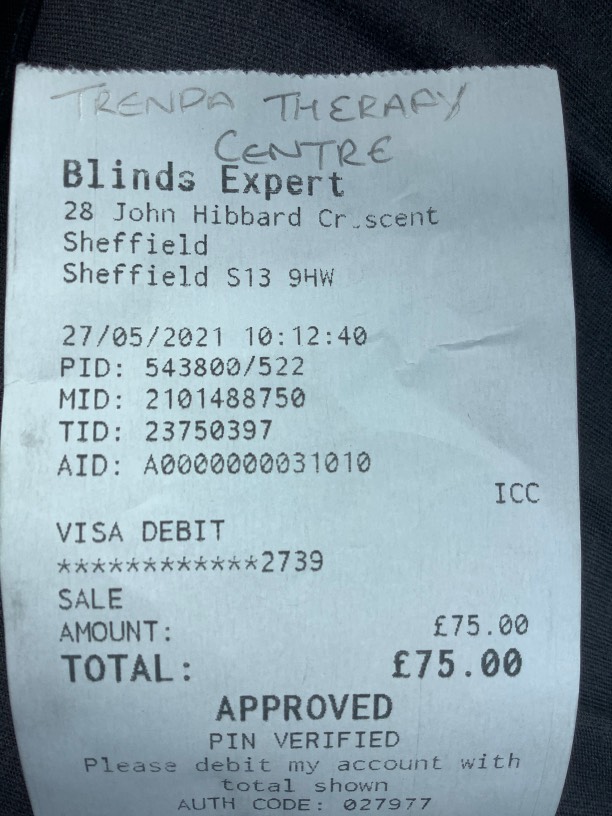 TRENDA THERAPY
CENTRE
Blinds Expert
28 John Hibbard Cr.scent
Sheffield
Sheffield S13 9HW
27/05/2021 10:12:40
PID: 543800/522
MID: 2101488750
TID: 23750397
AID: A0000000031010
ICC
VISA DEBIT
************2739
SALE
AMOUNT: £75.00
TOTAL: £75.00
APPROVED
PIN VERIFIED
Please debit my account with
total shown
AUTH CODE: 027977